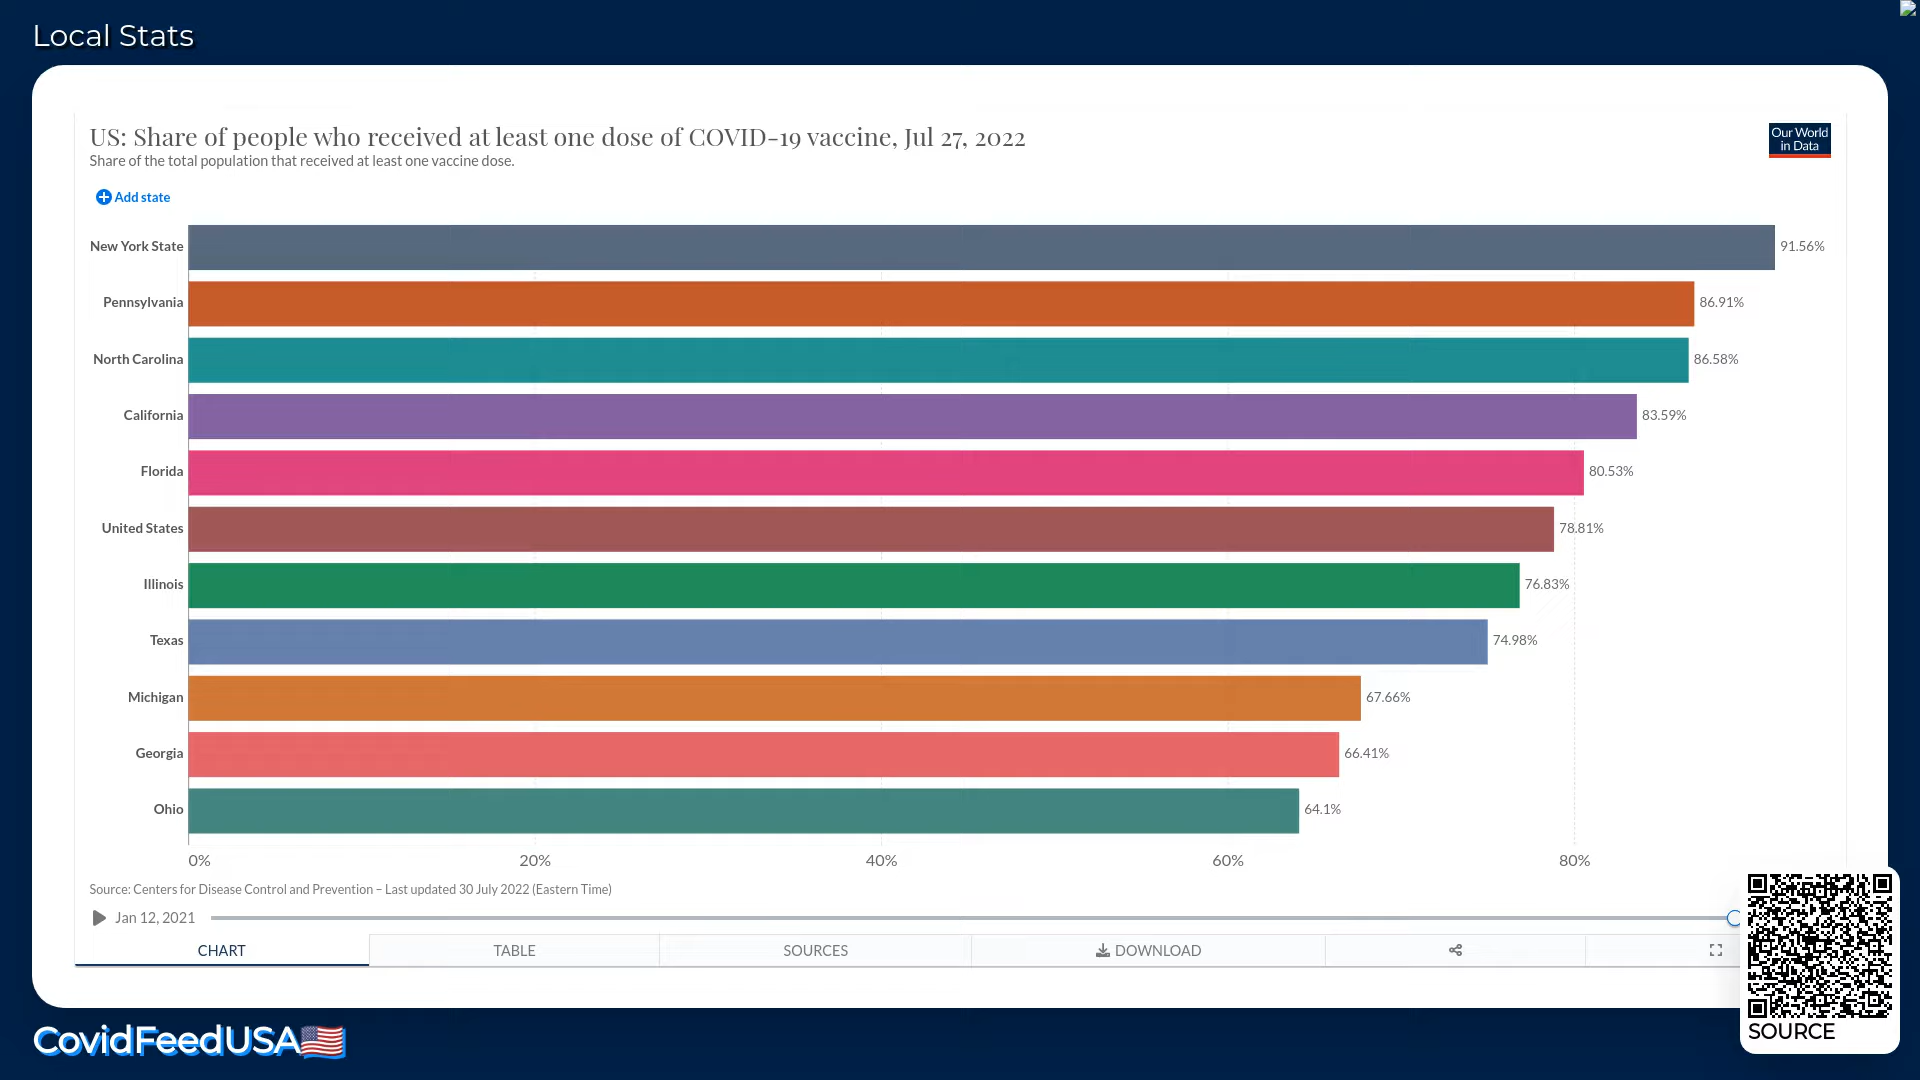 Local Stats
US: Share of people who received at least one dose of COVID-19 vaccine, Jul 27, 2022
Share of the total population that received at least one vaccine dose.
Our World
in Data
Add state
New York State 91.56%
Pennsylvania 86.91%
North Carolina 86.58%
California 83.59%
Florida 80.53%
United States 78.81%
Illinois 76.83%
Texas 74.98%
Michigan 67.66%
Georgia 66.41%
Ohio 64.1%
0% 20% 40% 60% 80%
Source: Centers for Disease Control and Prevention – Last updated 30 July 2022 (Eastern Time)
Jan 12, 2021
CHART TABLE SOURCES DOWNLOAD
SOURCE
CovidFeedUSA